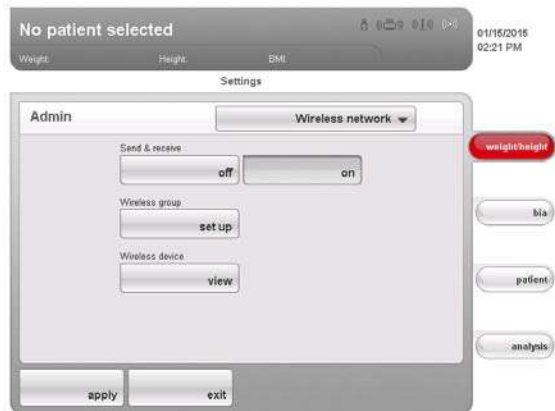 No patient selected
01/15/2015
02:21 PM
Weight: Height: BMI:
Settings
Admin
Wireless network
weight/height
Send & receive
off on
Wireless group
bia
set up
Wireless device
view
patient
analysis
apply exit